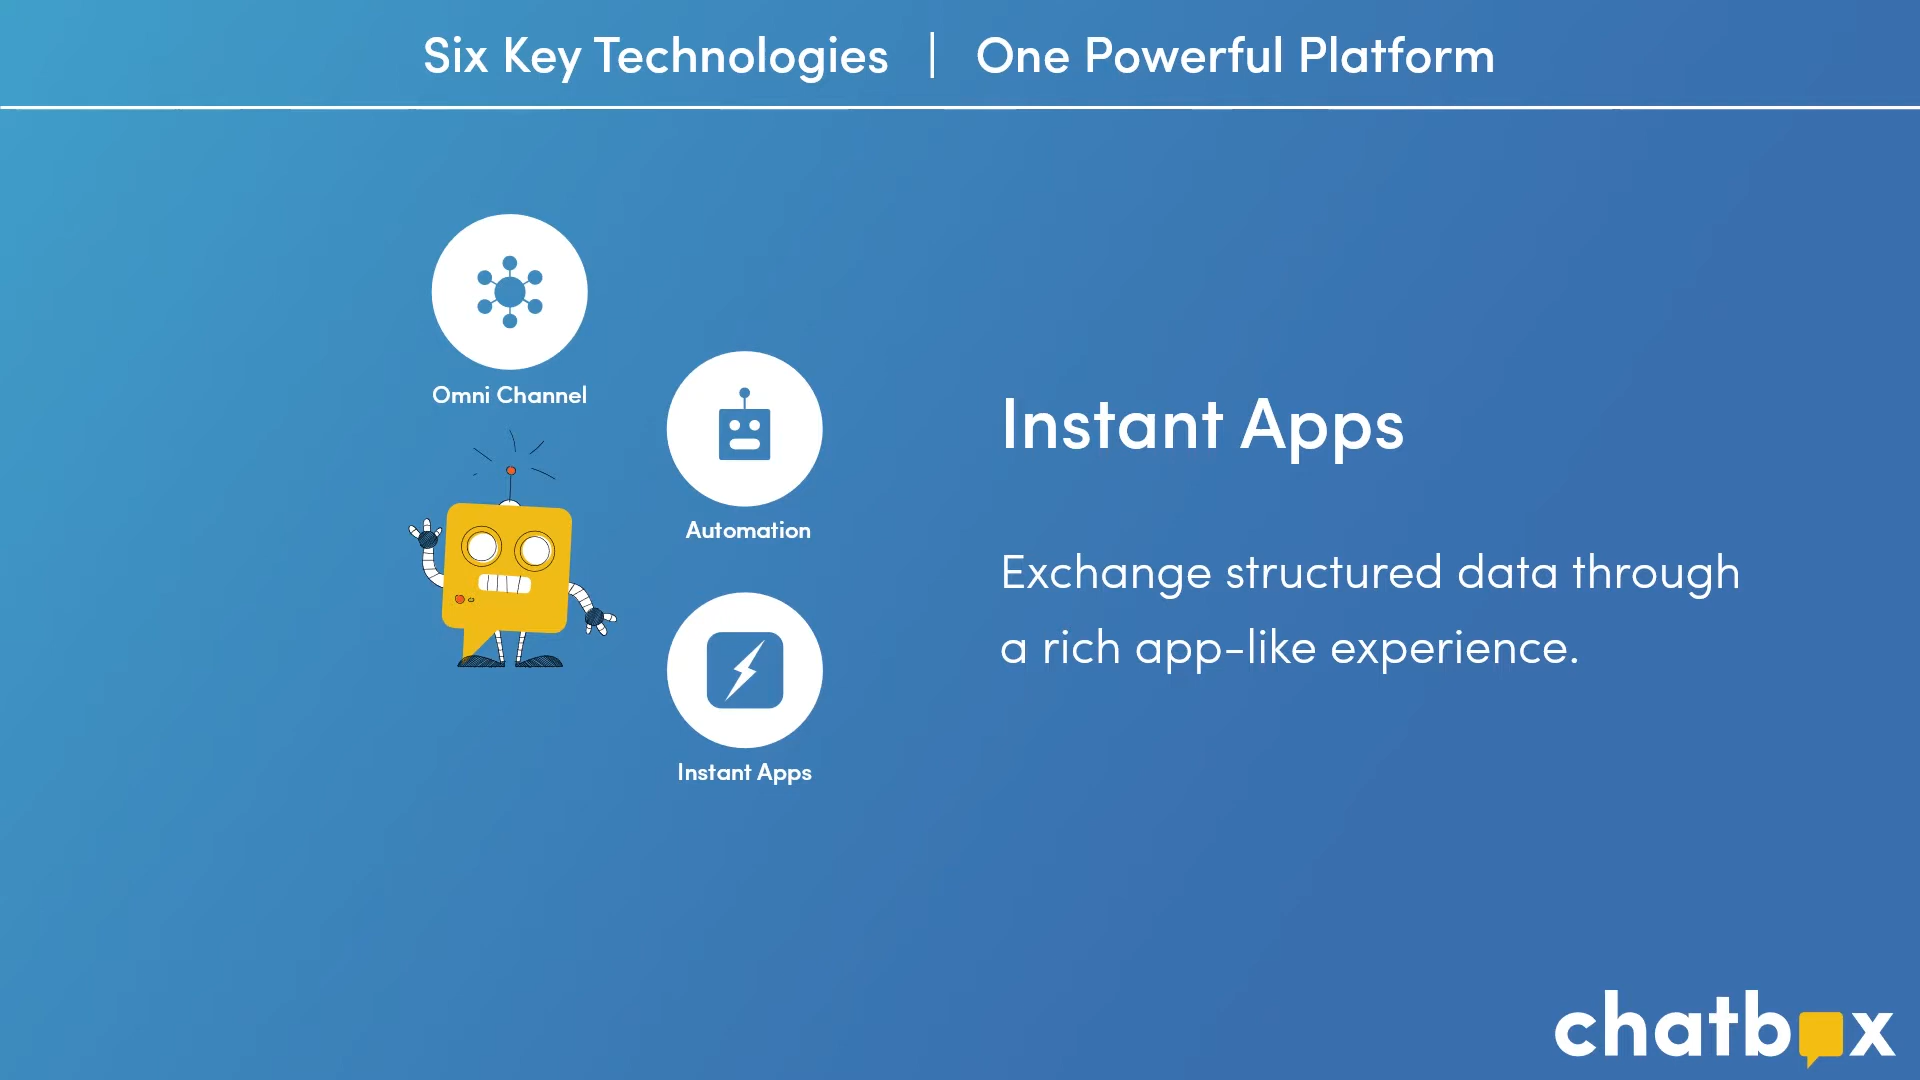 Six Key Technologies | One Powerful Platform
Omni Channel
Automation
Instant Apps
Instant Apps
Exchange structured data through
a rich app-like experience.
chatbox